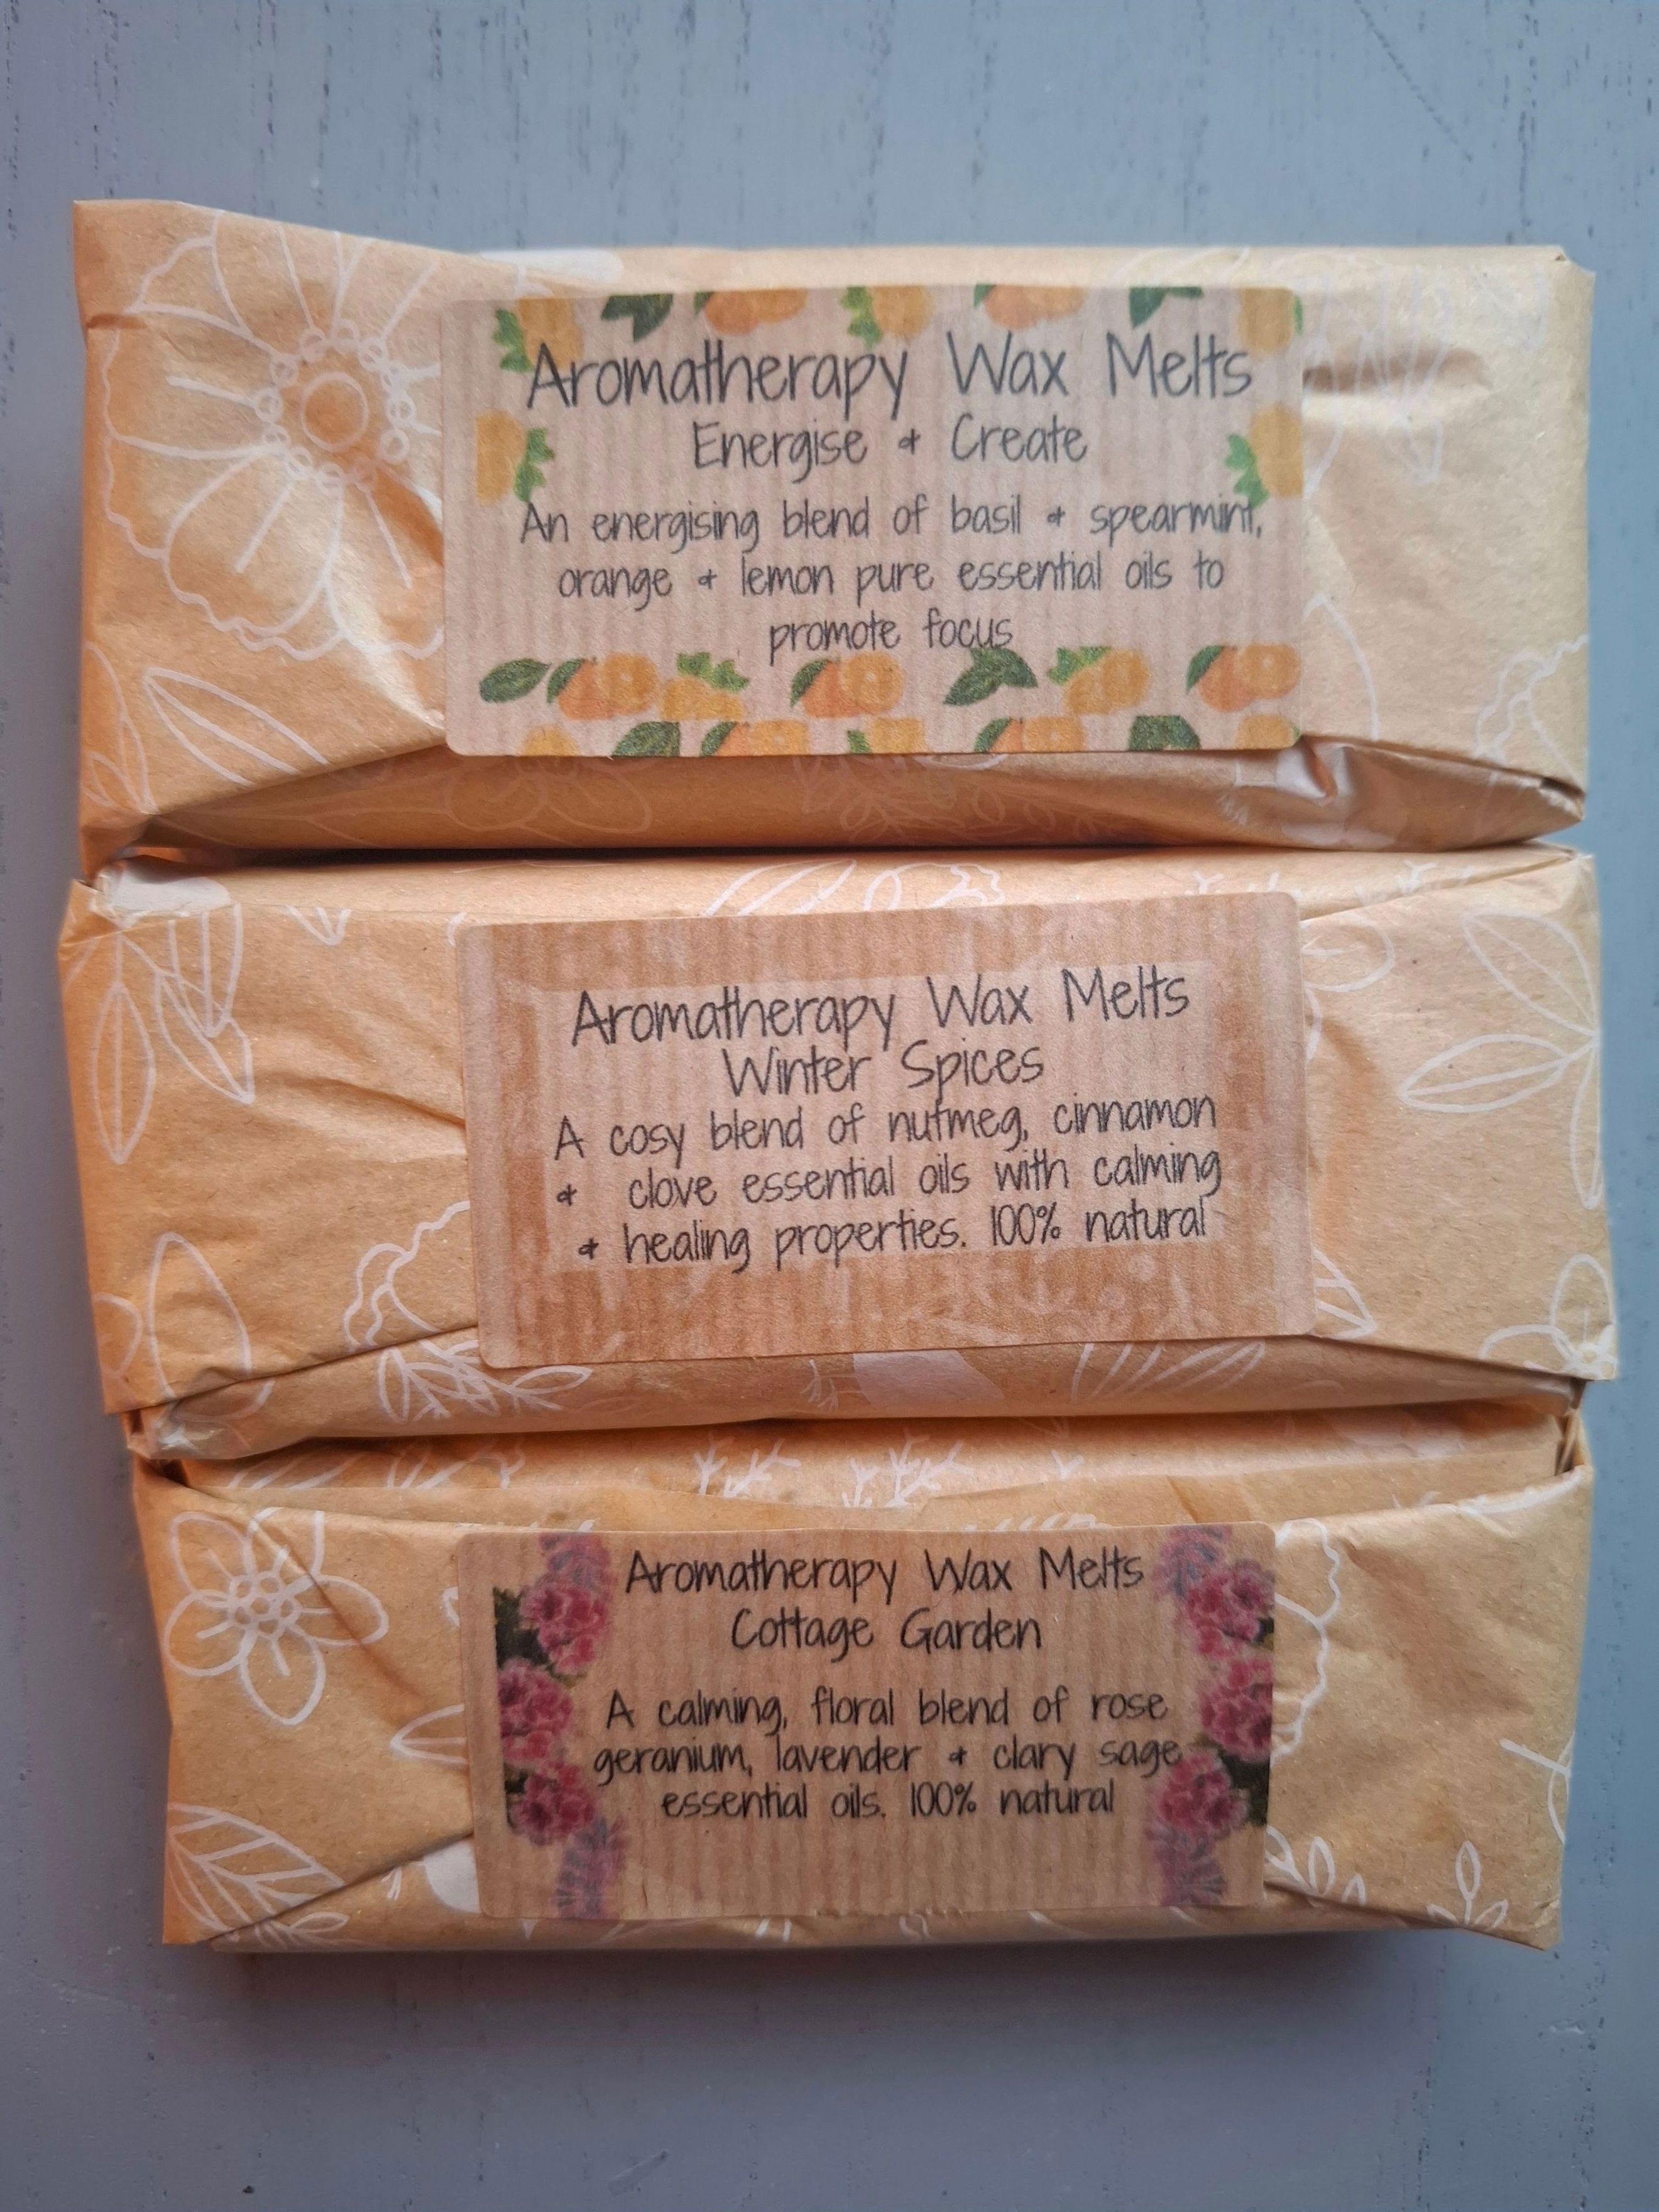 Aromatherapy Wax Melts
Energise & Create
An energising blend of basil & spearmint,
orange & lemon pure essential oils to
promote focus
Aromatherapy Wax Melts
Winter Spices
A cosy blend of nutmeg, cinnamon
& clove essential oils with calming
& healing properties. 100% natural
Aromatherapy Wax Melts
Cottage Garden
A calming, floral blend of rose
geranium, lavender & clary sage
essential oils. 100% natural